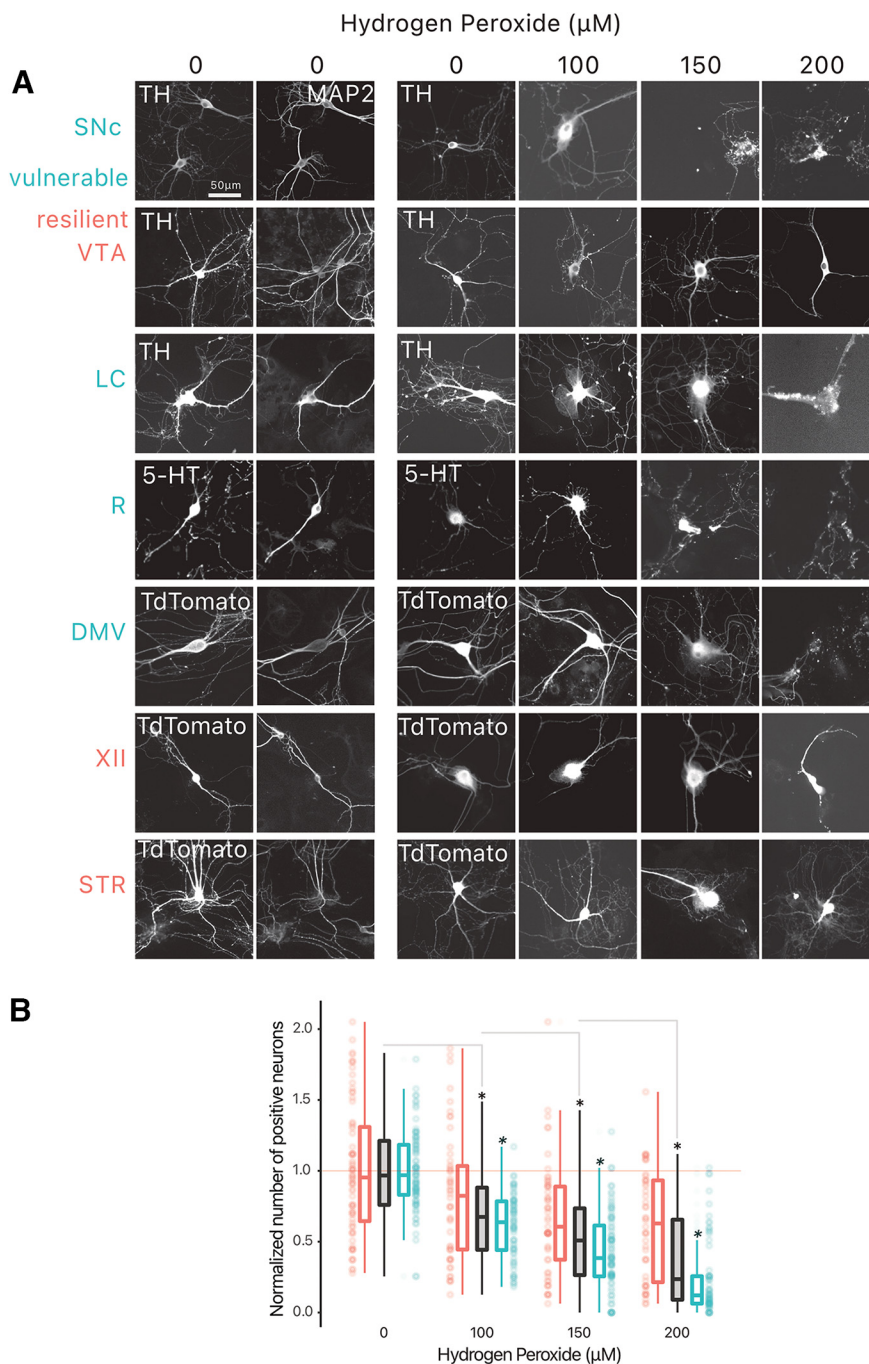 Hydrogen Peroxide (μM)
0 0 0 100 150 200
A
TH MAP2 TH
SNc
vulnerable
50μm
resilient
TH TH
VTA
TH TH
LC
5-HT 5-HT
R
TdTomato TdTomato
DMV
TdTomato TdTomato
XII
TdTomato TdTomato
STR
B
Normalized number of positive neurons
2.0
1.5
1.0
0.5
0.0
* * * * * *
0 100 150 200
Hydrogen Peroxide (μM)